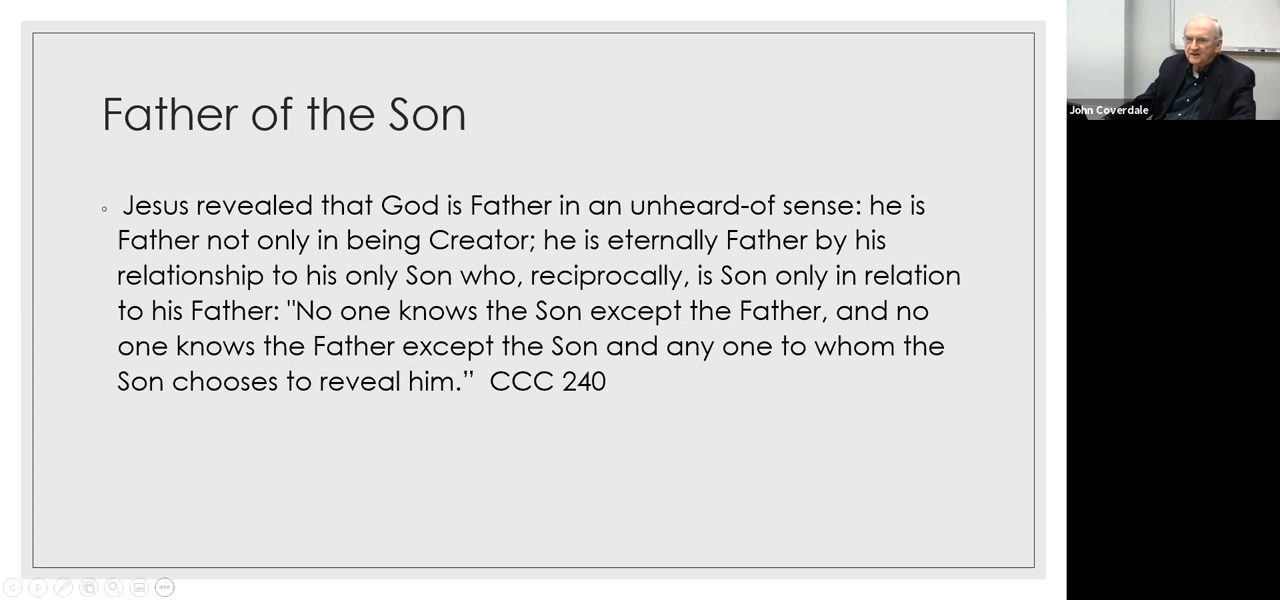 Father of the Son
Jesus revealed that God is Father in an unheard-of sense: he is
Father not only in being Creator; he is eternally Father by his
relationship to his only Son who, reciprocally, is Son only in relation
to his Father: "No one knows the Son except the Father, and no
one knows the Father except the Son and any one to whom the
Son chooses to reveal him.” CCC 240
John Coverdale